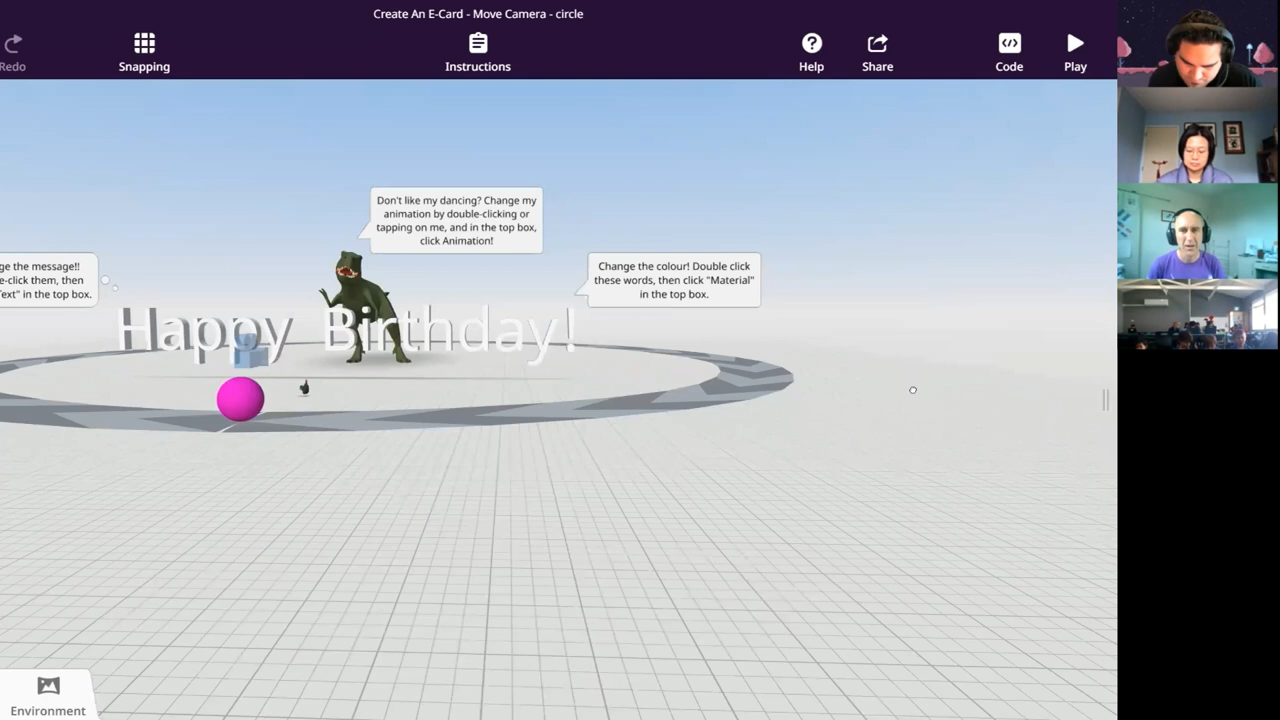 Create An E-Card - Move Camera - circle
Redo
Snapping
Instructions
Help
Share
Code
Play
Don't like my dancing? Change my
animation by double-clicking or
tapping on me, and in the top box,
click Animation!
ge the message!!
e-click them, then
Text" in the top box.
Change the colour! Double click
these words, then click "Material"
in the top box.
Happy Birthday!
Environment